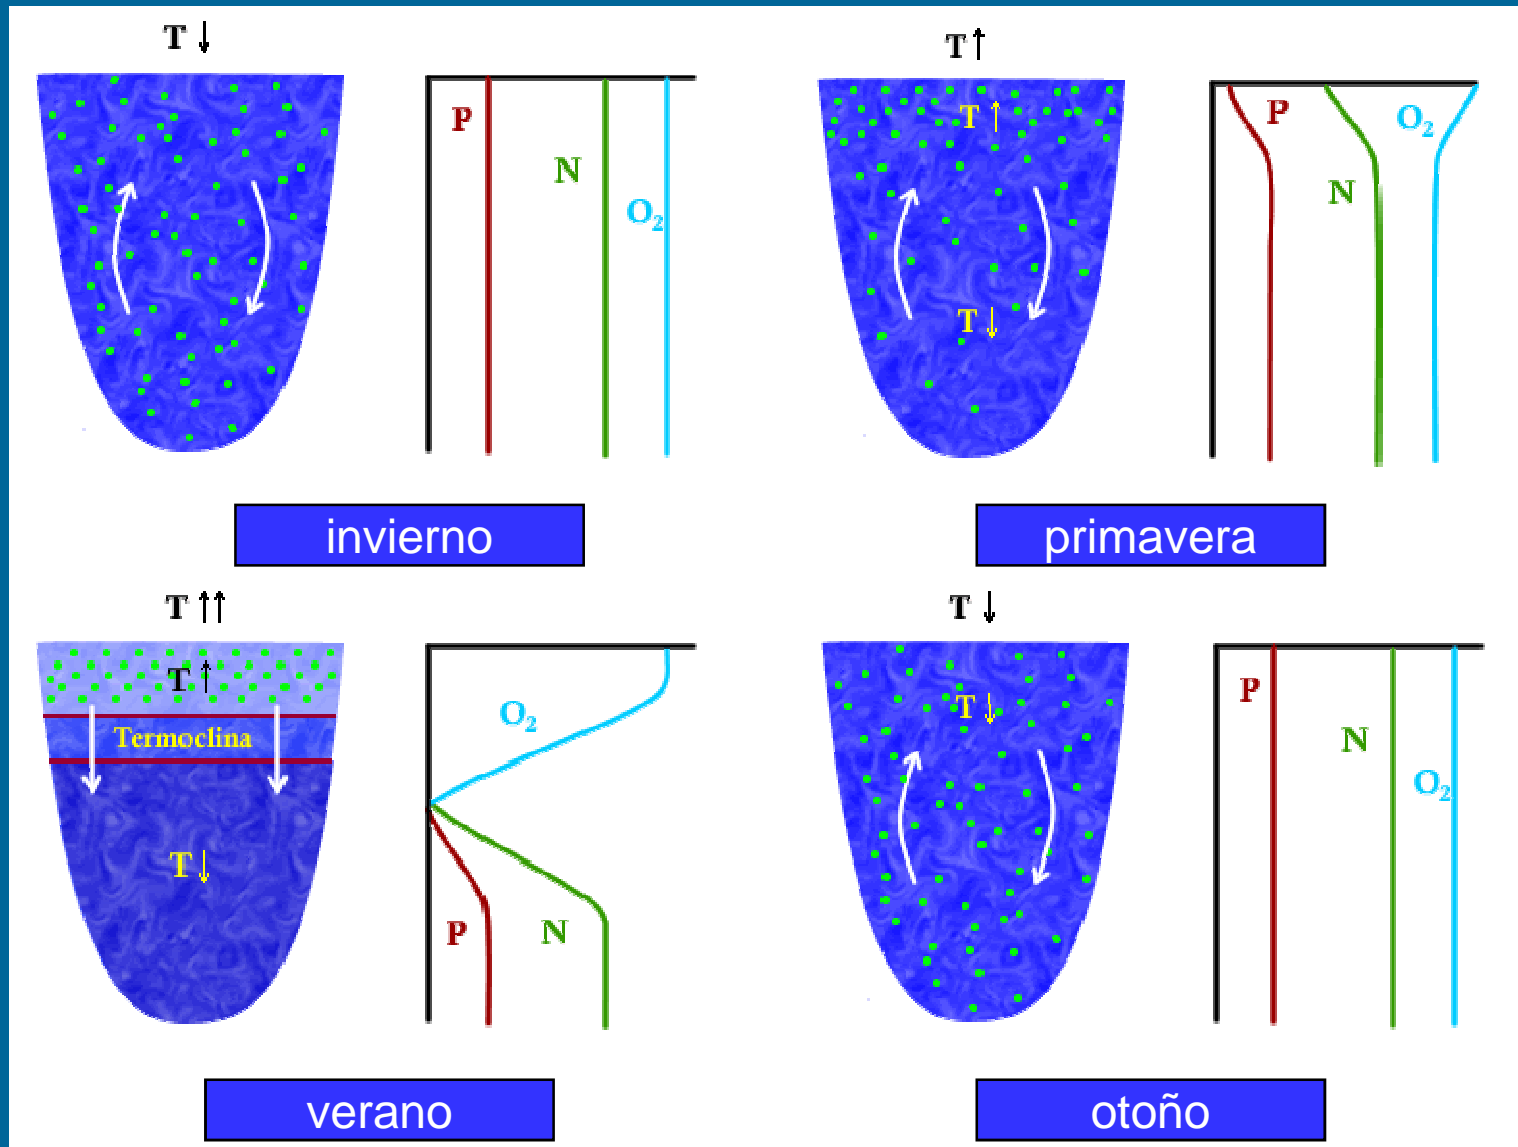 T ↓
P
N
O₂
invierno
T ↑
T ↑
T ↓
P
N
O₂
primavera
T ↑↑
T ↑
Termoclina
T ↓
O₂
P
N
verano
T ↓
T ↓
P
N
O₂
otoño